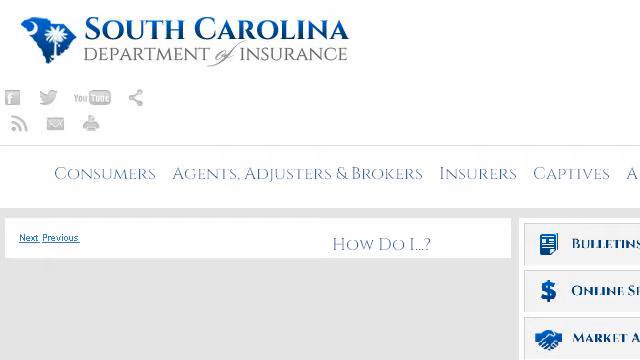 SOUTH CAROLINA
DEPARTMENT of INSURANCE
You Tube
CONSUMERS AGENTS, ADJUSTERS & BROKERS INSURERS CAPTIVES A
Next Previous
HOW DO I...?
BULLETINS
ONLINE SE
MARKET A